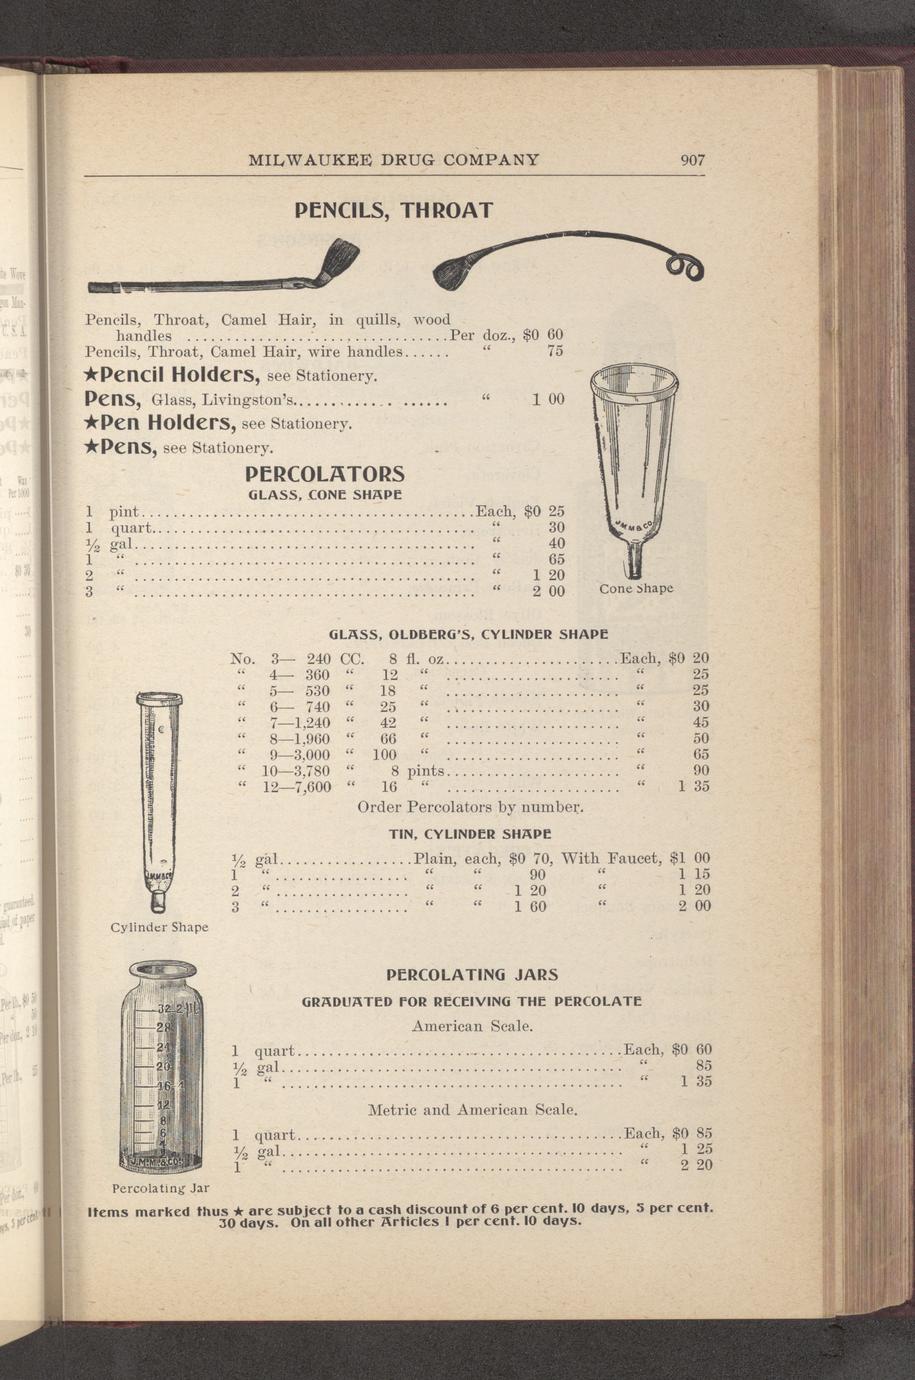 MILWAUKEE DRUG COMPANY 907
PENCILS, THROAT
Pencils, Throat, Camel Hair, in quills, wood
handles ................................Per doz., $0 60
Pencils, Throat, Camel Hair, wire handles...... “ 75
★Pencil Holders, see Stationery.
Pens, Glass, Livingston's..................... “ 1 00
★Pen Holders, see Stationery.
★Pens, see Stationery.
PERCOLATORS
GLASS, CONE SHAPE
1 pint..........................................Each, $0 25
1 quart........................................ “ 30
½ gal.......................................... “ 40
1 “ .......................................... “ 65
2 “ .......................................... “ 1 20
3 “ .......................................... “ 2 00
J.M.M.&CO.
Cone Shape
GLASS, OLDBERG'S, CYLINDER SHAPE
No. 3— 240 CC. 8 fl. oz......................Each, $0 20
“ 4— 360 “ 12 “ ...................... “ 25
“ 5— 530 “ 18 “ ...................... “ 25
“ 6— 740 “ 25 “ ...................... “ 30
“ 7—1,240 “ 42 “ ...................... “ 45
“ 8—1,960 “ 66 “ ...................... “ 50
“ 9—3,000 “ 100 “ ...................... “ 65
“ 10—3,780 “ 8 pints...................... “ 90
“ 12—7,600 “ 16 “ ...................... “ 1 35
Order Percolators by number.
TIN, CYLINDER SHAPE
½ gal.................Plain, each, $0 70, With Faucet, $1 00
1 “ ................. “ “ 90 “ 1 15
2 “ ................. “ “ 1 20 “ 1 20
3 “ ................. “ “ 1 60 “ 2 00
Cylinder Shape
PERCOLATING JARS
GRADUATED FOR RECEIVING THE PERCOLATE
American Scale.
1 quart........................................Each, $0 60
½ gal.......................................... “ 85
1 “ .......................................... “ 1 35
Metric and American Scale.
1 quart........................................Each, $0 85
½ gal.......................................... “ 1 25
1 “ .......................................... “ 2 20
32
28
24
20
16
12
8
6
J.M.M.&CO.
Percolating Jar
Items marked thus ★ are subject to a cash discount of 6 per cent. 10 days, 5 per cent.
30 days. On all other Articles 1 per cent. 10 days.